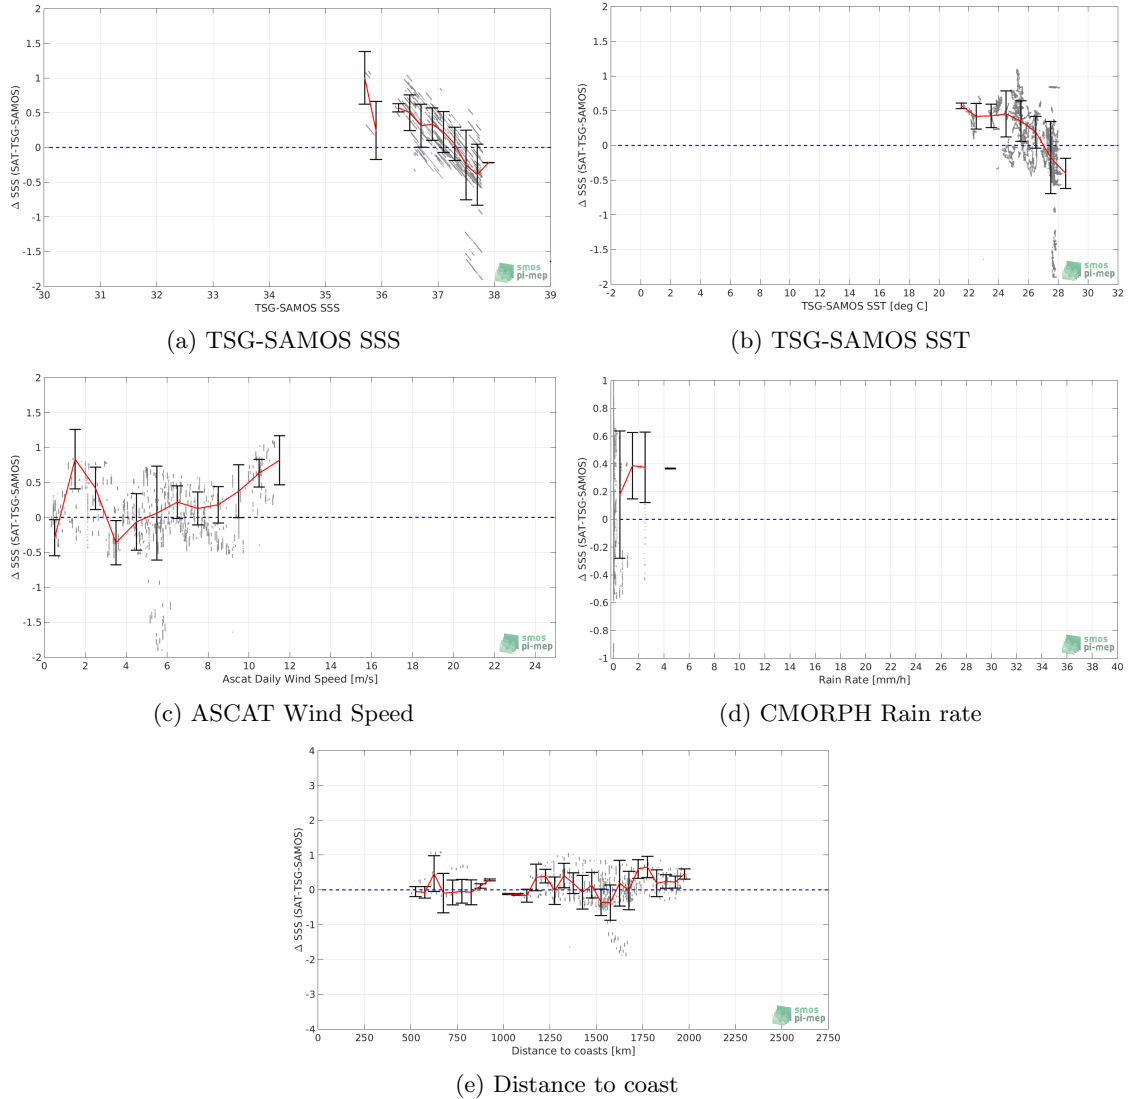 2
1.5
1
0.5
0
-0.5
-1
-1.5
-2
Δ SSS (SAT-TSG-SAMOS)
30 31 32 33 34 35 36 37 38 39
TSG-SAMOS SSS
smos
pi-mep
(a) TSG-SAMOS SSS
2
1.5
1
0.5
0
-0.5
-1
-1.5
-2
Δ SSS (SAT-TSG-SAMOS)
-2 0 2 4 6 8 10 12 14 16 18 20 22 24 26 28 30 32
TSG-SAMOS SST [deg C]
smos
pi-mep
(b) TSG-SAMOS SST
2
1.5
1
0.5
0
-0.5
-1
-1.5
-2
Δ SSS (SAT-TSG-SAMOS)
0 2 4 6 8 10 12 14 16 18 20 22 24
Ascat Daily Wind Speed [m/s]
smos
pi-mep
(c) ASCAT Wind Speed
1
0.8
0.6
0.4
0.2
0
-0.2
-0.4
-0.6
-0.8
-1
Δ SSS (SAT-TSG-SAMOS)
0 2 4 6 8 10 12 14 16 18 20 22 24 26 28 30 32 34 36 38 40
Rain Rate [mm/h]
smos
pi-mep
(d) CMORPH Rain rate
4
3
2
1
0
-1
-2
-3
-4
Δ SSS (SAT-TSG-SAMOS)
0 250 500 750 1000 1250 1500 1750 2000 2250 2500 2750
Distance to coasts [km]
smos
pi-mep
(e) Distance to coast